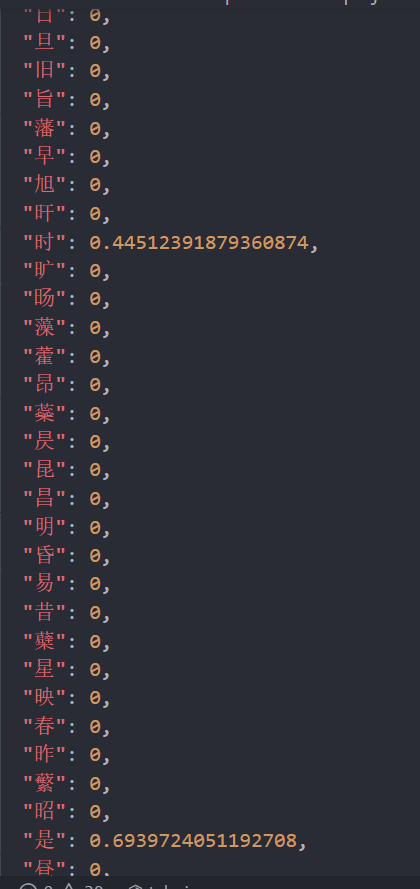 "日": 0,
"旦": 0,
"旧": 0,
"旨": 0,
"藩": 0,
"早": 0,
"旭": 0,
"旰": 0,
"时": 0.44512391879360874,
"旷": 0,
"旸": 0,
"藻": 0,
"藿": 0,
"昂": 0,
"蘂": 0,
"昃": 0,
"昆": 0,
"昌": 0,
"明": 0,
"昏": 0,
"易": 0,
"昔": 0,
"蘖": 0,
"星": 0,
"映": 0,
"春": 0,
"昨": 0,
"蘩": 0,
"昭": 0,
"是": 0.6939724051192708,
"昼": 0,